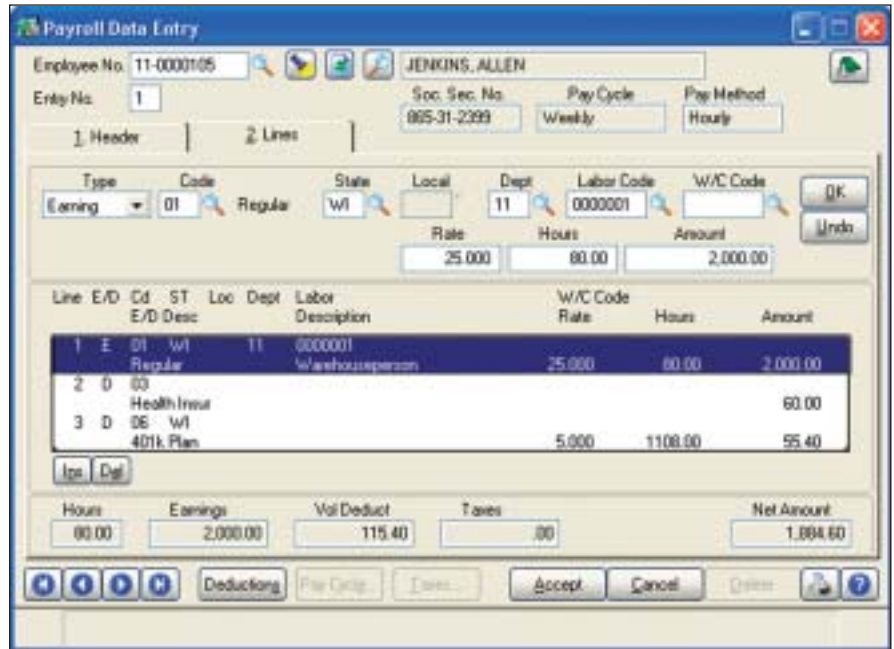 Payroll Data Entry
Employee No. 11-0000105 JENKINS, ALLEN
Entry No. 1 Soc. Sec. No. Pay Cycle Pay Method
865-31-2399 Weekly Hourly
1. Header 2. Lines
Type Code State Local Dept Labor Code W/C Code
Earning 01 Regular WI 11 0000001 OK
Rate Hours Amount Undo
25.000 80.00 2,000.00
Line E/D Cd ST Loc Dept Labor W/C Code
E/D Desc Description Rate Hours Amount
1 E 01 WI 11 0000001
Regular Warehouseperson 25.000 80.00 2,000.00
2 D 03
Health Insur 60.00
3 D 06 WI
401k Plan 5.000 1108.00 55.40
Ins Del
Hours Earnings Vol Deduct Taxes Net Amount
80.00 2,000.00 115.40 .00 1,884.60
Deductions Pay Cycle... Taxes... Accept Cancel Delete